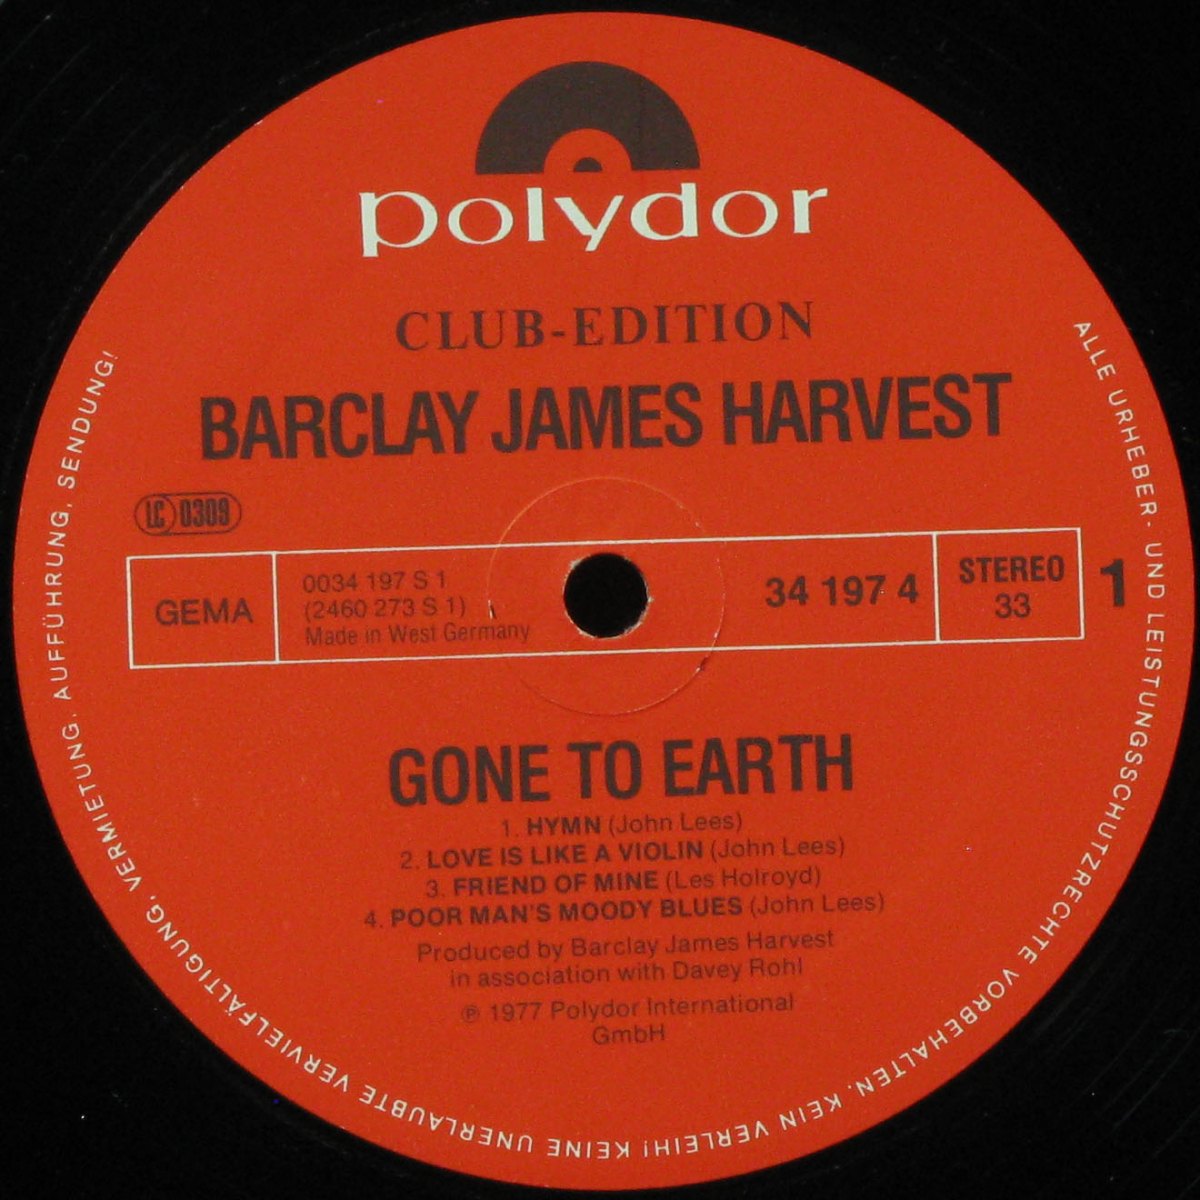 polydor
CLUB-EDITION
BARCLAY JAMES HARVEST
LC 0309
GEMA
0034 197 S 1
(2460 273 S 1)
Made in West Germany
34 197 4
STEREO
33
1
GONE TO EARTH
1. HYMN (John Lees)
2. LOVE IS LIKE A VIOLIN (John Lees)
3. FRIEND OF MINE (Les Holroyd)
4. POOR MAN'S MOODY BLUES (John Lees)
Produced by Barclay James Harvest
in association with Davey Rohl
℗ 1977 Polydor International
GmbH
ALLE URHEBER- UND LEISTUNGSSCHUTZRECHTE VORBEHALTEN. KEIN VERLEIH! KEINE UNERLAUBTE VERVIELFÄLTIGUNG, VERMIETUNG, AUFFÜHRUNG, SENDUNG!